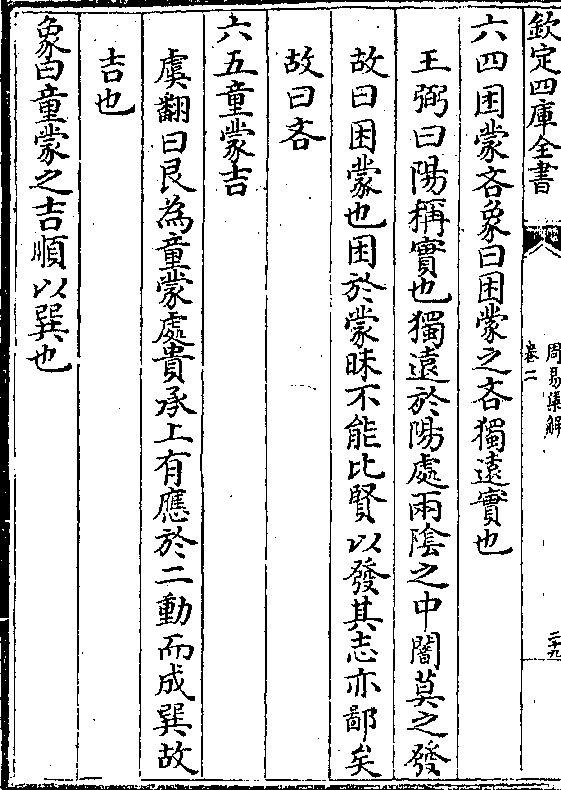 欽定四庫全書
周易集解
卷二
二十九
六四困蒙吝象曰困蒙之吝獨遠實也
王弼曰陽稱實也獨遠於陽處兩陰之中闇莫之發
故曰困蒙也困於蒙昧不能比賢以發其志亦鄙矣
故曰吝
六五童蒙吉
虞翻曰艮為童蒙處貴承上有應於二動而成巽故
吉也
象曰童蒙之吉順以巽也